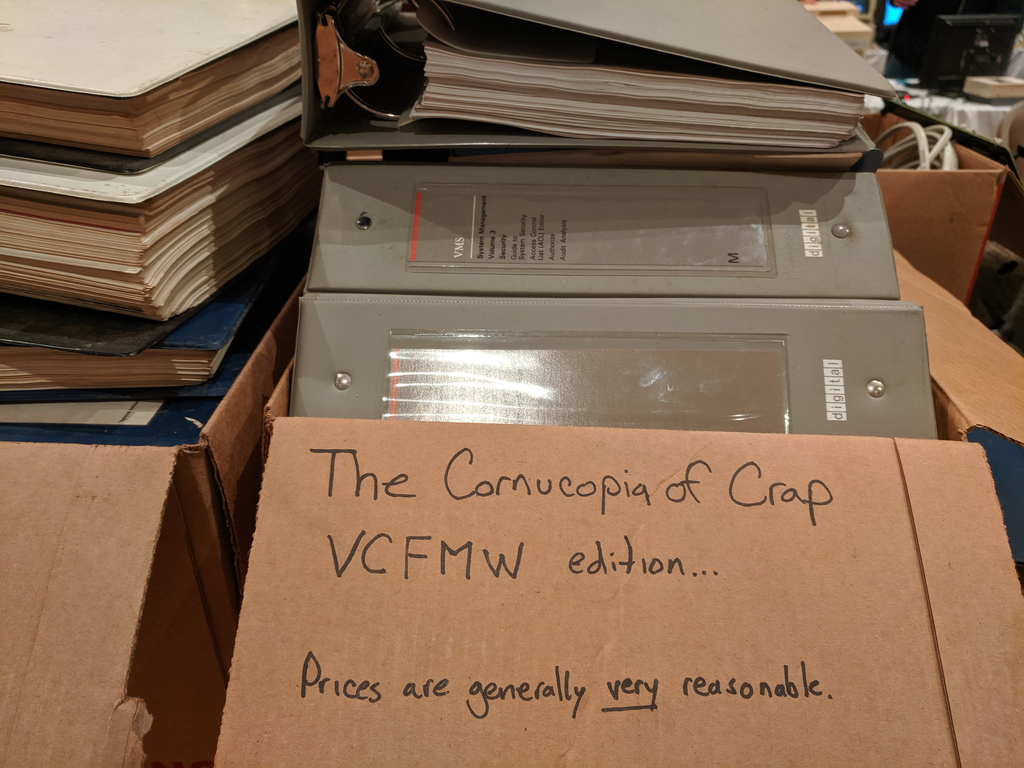 VMS
System Management
Volume 3
Security
Guide to
System Security
Access Control
List (ACL) Editor
Authorize
Audit Analysis
M
digital
digital
The Cornucopia of Crap
VCFMW edition...
Prices are generally very reasonable.